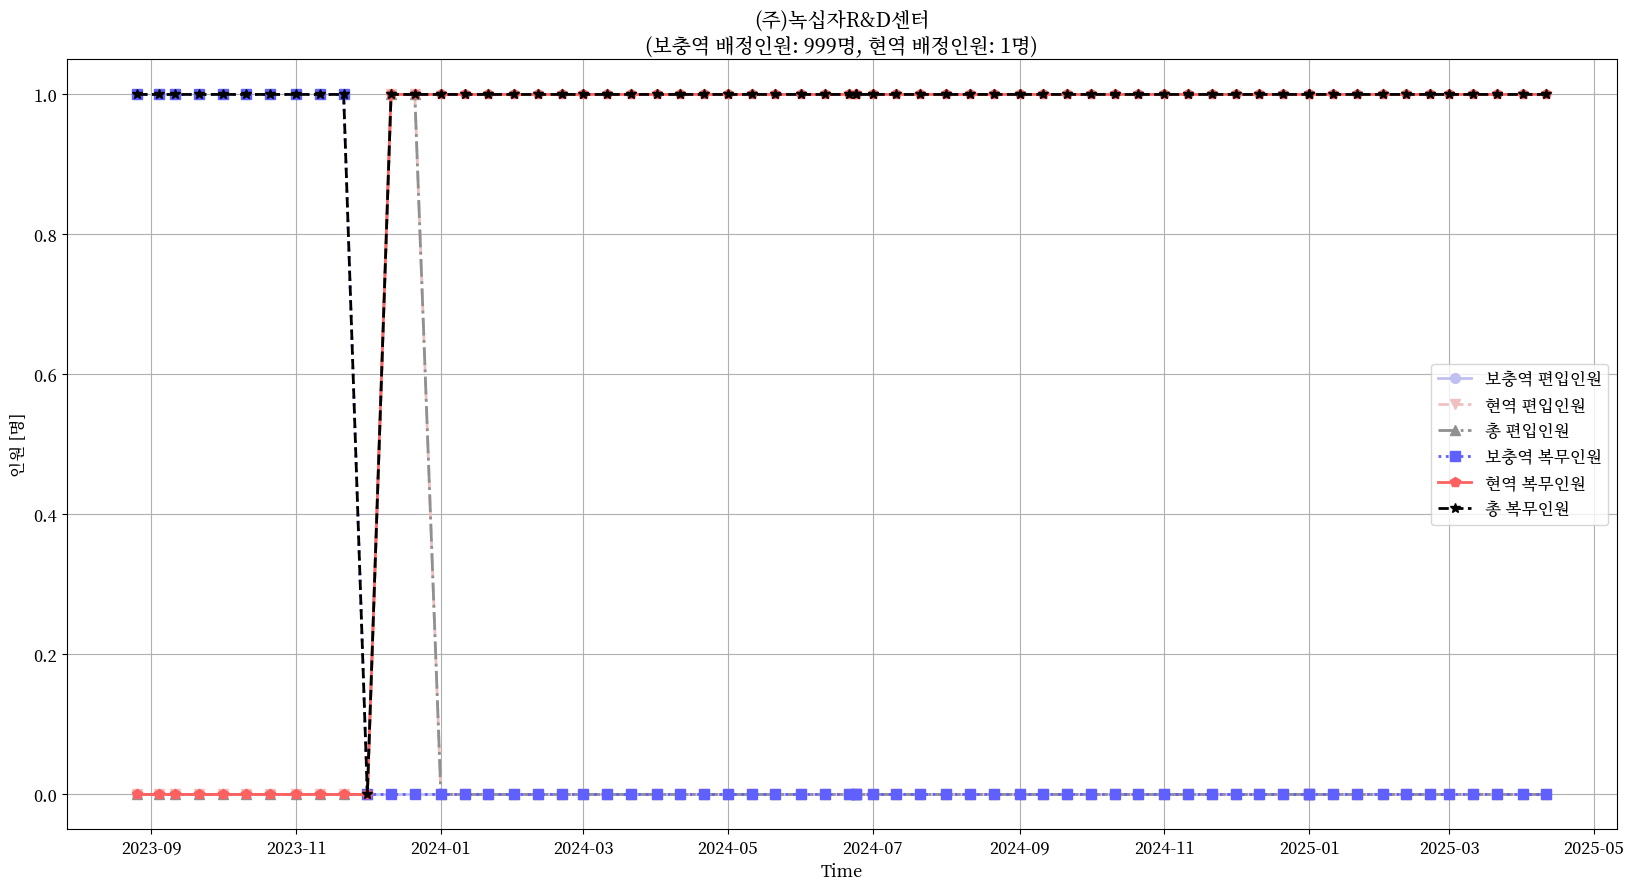 (주)녹십자R&D센터
(보충역 배정인원: 999명, 현역 배정인원: 1명)
1.0
0.8
0.6
0.4
0.2
0.0
인원 [명]
보충역 편입인원
현역 편입인원
총 편입인원
보충역 복무인원
현역 복무인원
총 복무인원
2023-09 2023-11 2024-01 2024-03 2024-05 2024-07 2024-09 2024-11 2025-01 2025-03 2025-05
Time